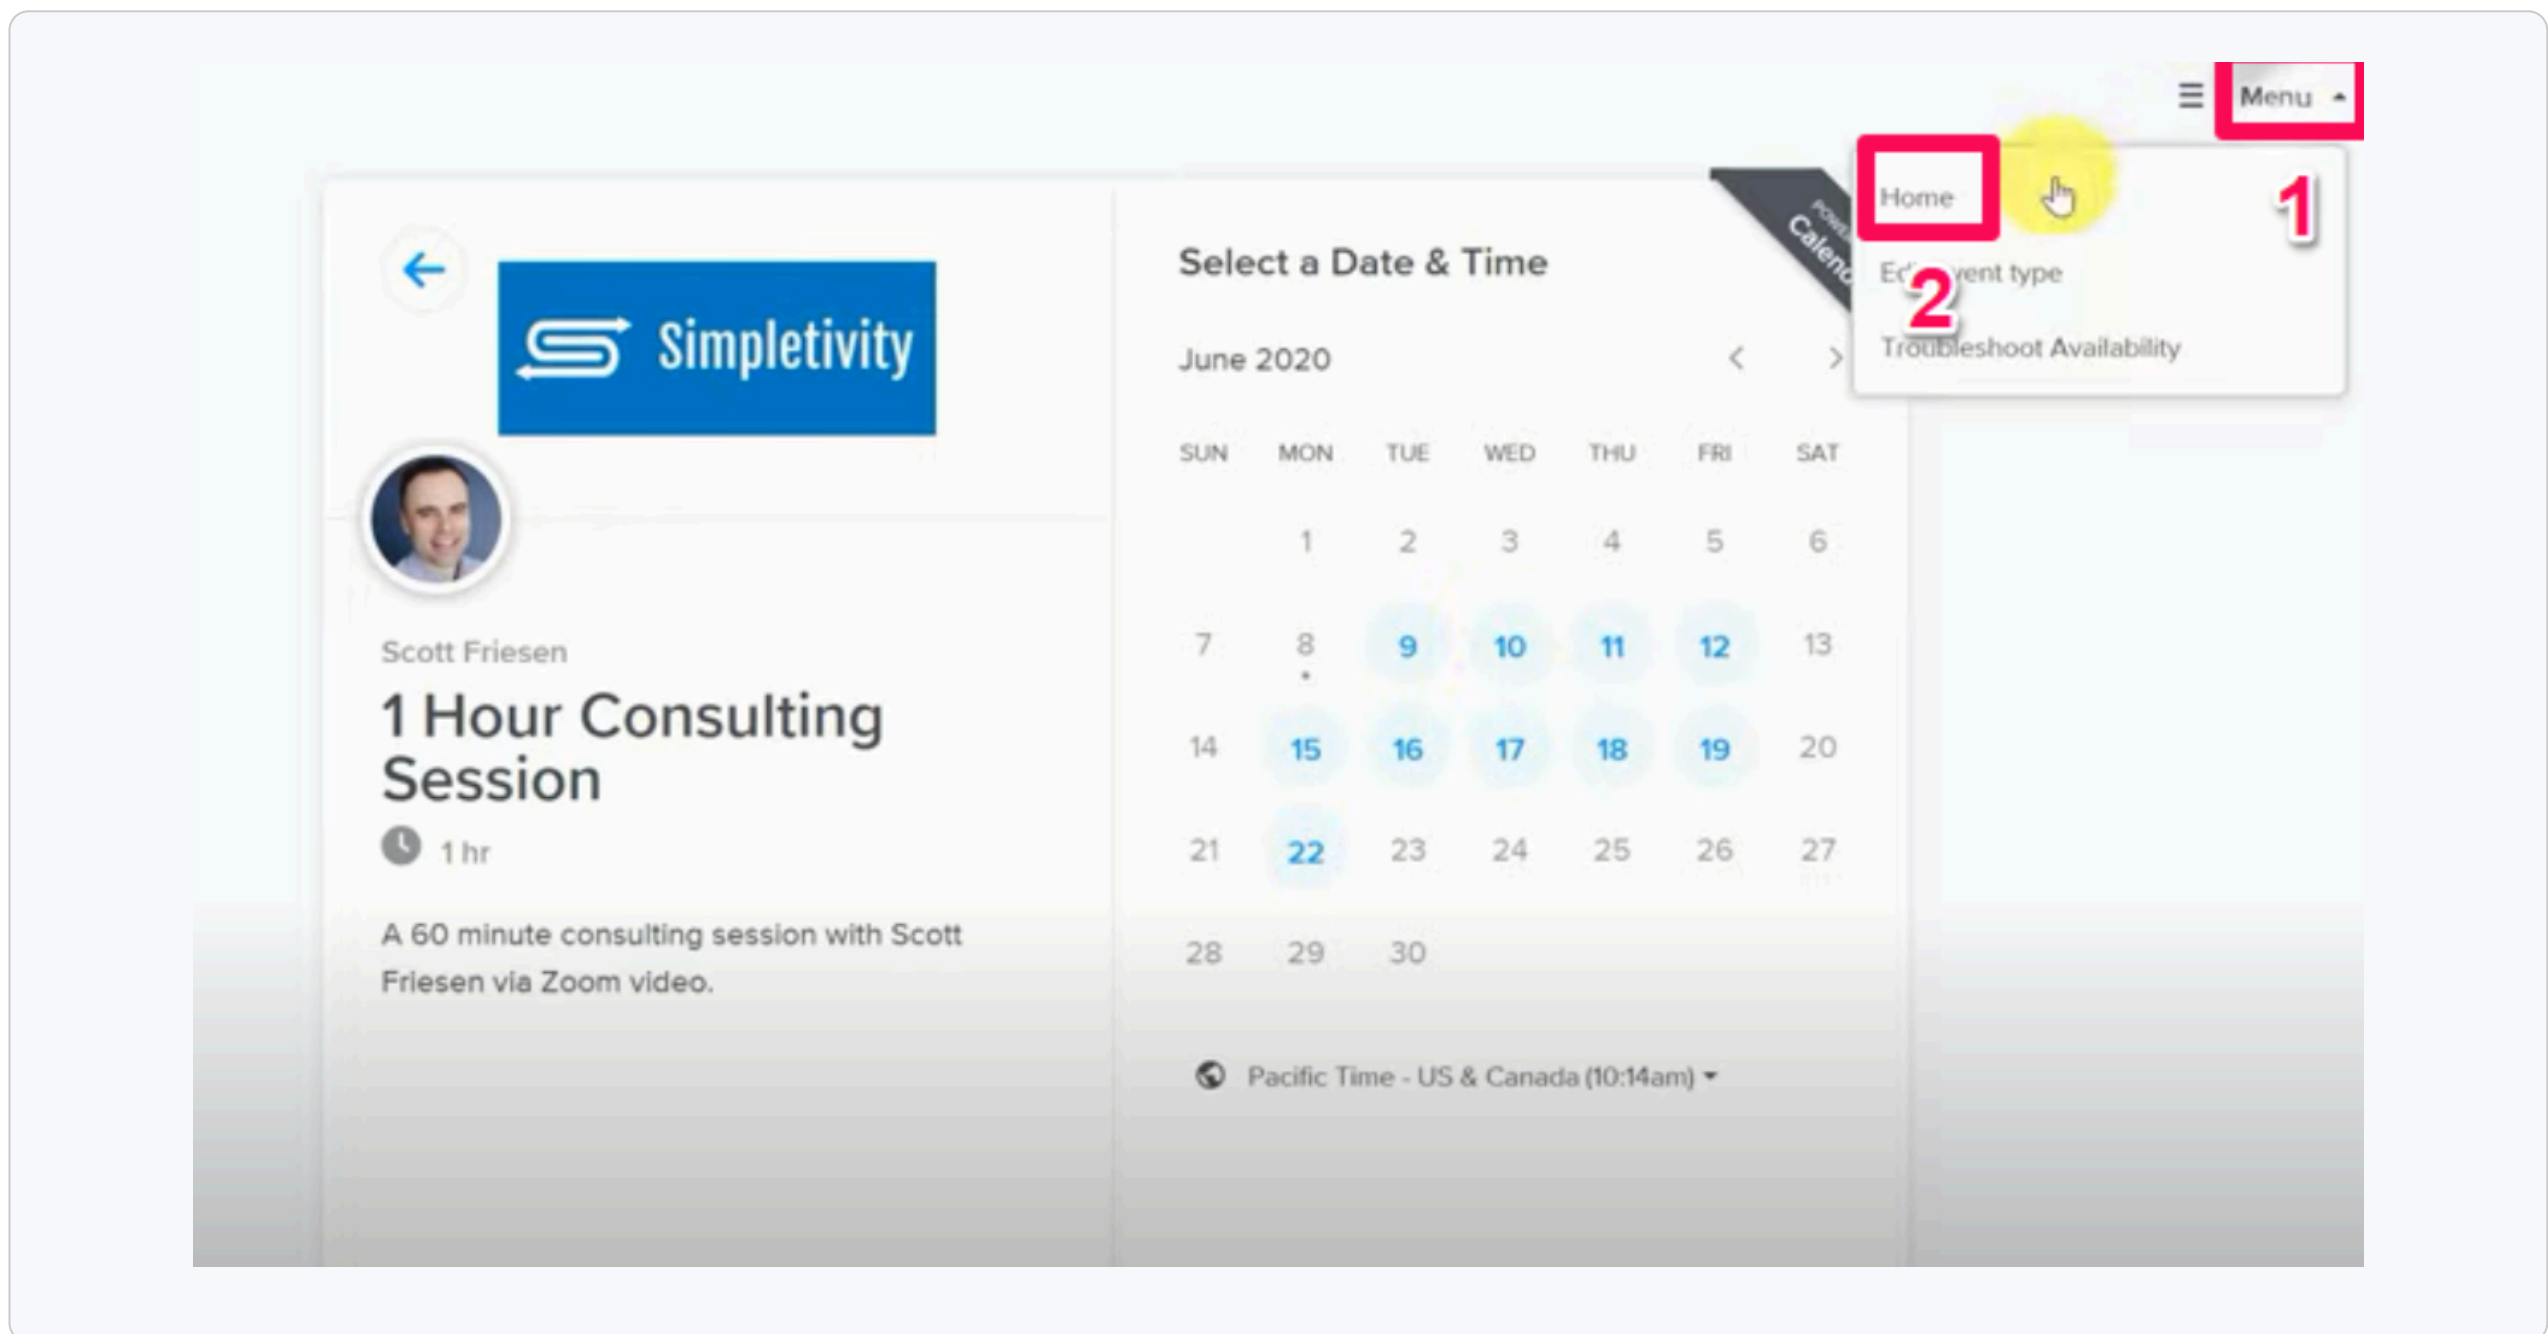 Menu
Home
1
2
Troubleshoot Availability
Simpletivity
Scott Friesen
1 Hour Consulting
Session
1 hr
A 60 minute consulting session with Scott
Friesen via Zoom video.
Select a Date & Time
June 2020
SUN MON TUE WED THU FRI SAT
1 2 3 4 5 6
7 8 9 10 11 12 13
14 15 16 17 18 19 20
21 22 23 24 25 26 27
28 29 30
Pacific Time - US & Canada (10:14am)
event type